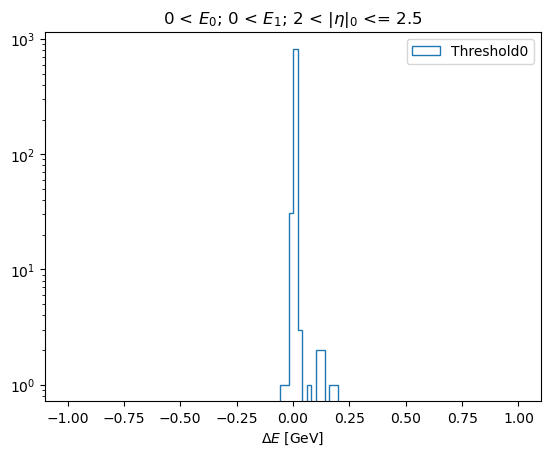 0 < E₀; 0 < E₁; 2 < |η|₀ <= 2.5
Threshold0
10³
10²
10¹
10⁰
−1.00 −0.75 −0.50 −0.25 0.00 0.25 0.50 0.75 1.00
ΔE [GeV]